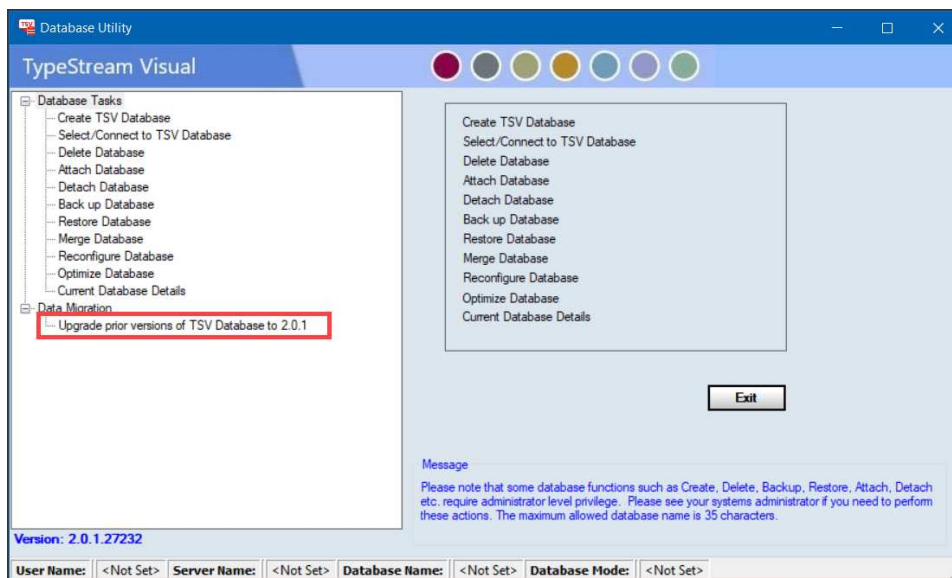 TSV
Database Utility
TypeStream Visual
Database Tasks
Create TSV Database
Select/Connect to TSV Database
Delete Database
Attach Database
Detach Database
Back up Database
Restore Database
Merge Database
Reconfigure Database
Optimize Database
Current Database Details
Data Migration
Upgrade prior versions of TSV Database to 2.0.1
Create TSV Database
Select/Connect to TSV Database
Delete Database
Attach Database
Detach Database
Back up Database
Restore Database
Merge Database
Reconfigure Database
Optimize Database
Current Database Details
Exit
Message
Please note that some database functions such as Create, Delete, Backup, Restore, Attach, Detach
etc. require administrator level privilege. Please see your systems administrator if you need to perform
these actions. The maximum allowed database name is 35 characters.
Version: 2.0.1.27232
User Name: <Not Set> Server Name: <Not Set> Database Name: <Not Set> Database Mode: <Not Set>